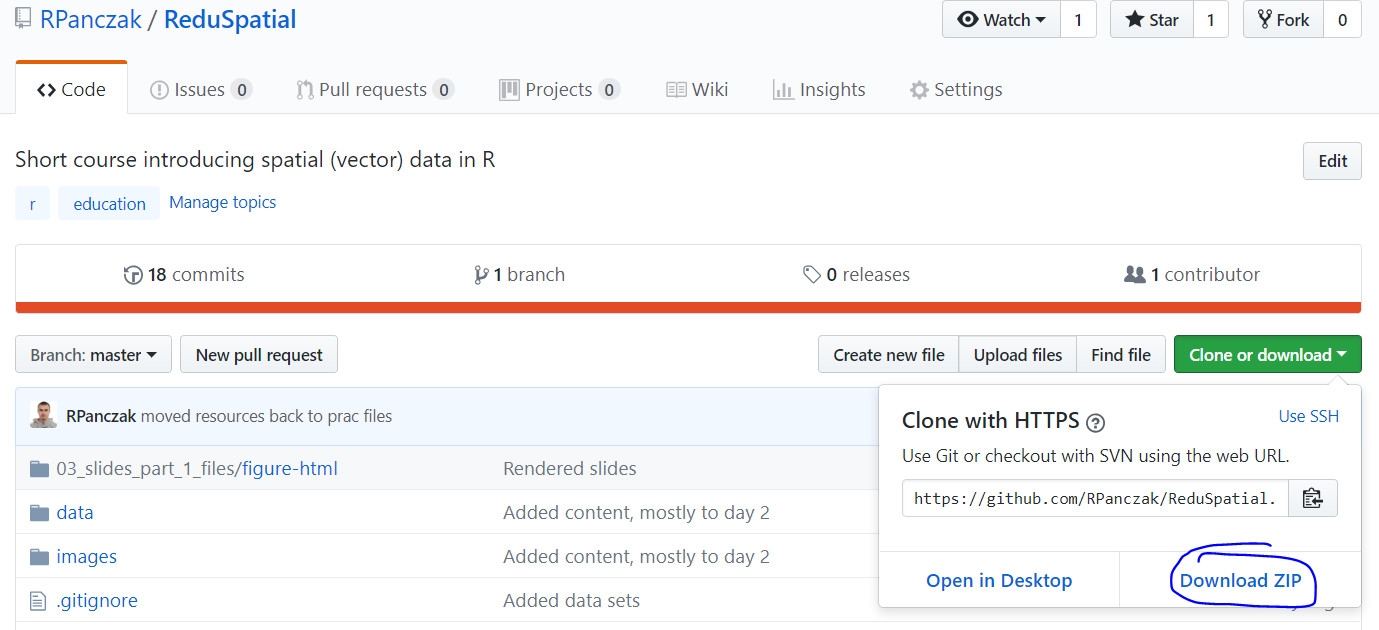 RPanczak / ReduSpatial
Watch 1 Star 1 Fork 0
Code Issues 0 Pull requests 0 Projects 0 Wiki Insights Settings
Short course introducing spatial (vector) data in R
Edit
r education Manage topics
18 commits 1 branch 0 releases 1 contributor
Branch: master New pull request Create new file Upload files Find file Clone or download
RPanczak moved resources back to prac files
Clone with HTTPS ? Use SSH
Use Git or checkout with SVN using the web URL.
https://github.com/RPanczak/ReduSpatial.
Open in Desktop Download ZIP
03_slides_part_1_files/figure-html Rendered slides
data Added content, mostly to day 2
images Added content, mostly to day 2
.gitignore Added data sets